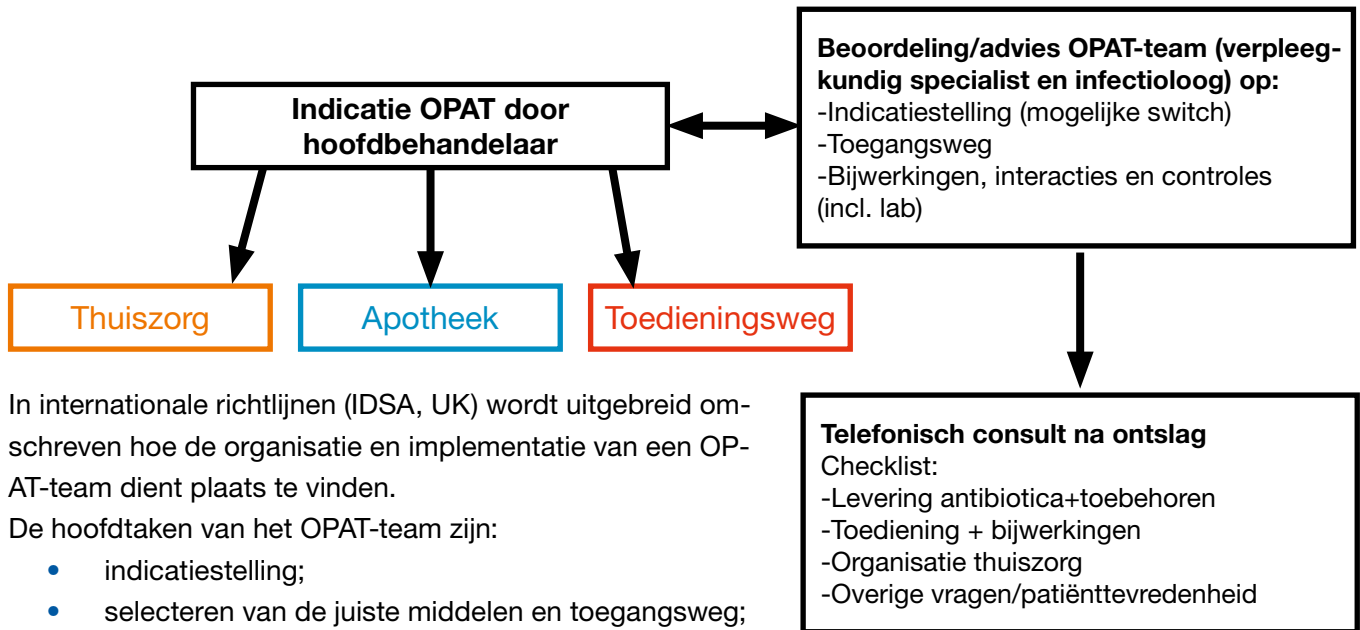 Indicatie OPAT door
hoofdbehandelaar
Beoordeling/advies OPAT-team (verpleeg-
kundig specialist en infectioloog) op:
-Indicatiestelling (mogelijke switch)
-Toegangsweg
-Bijwerkingen, interacties en controles
(incl. lab)
Thuiszorg
Apotheek
Toedieningsweg
In internationale richtlijnen (IDSA, UK) wordt uitgebreid om-
schreven hoe de organisatie en implementatie van een OP-
AT-team dient plaats te vinden.
De hoofdtaken van het OPAT-team zijn:
• indicatiestelling;
• selecteren van de juiste middelen en toegangsweg;
Telefonisch consult na ontslag
Checklist:
-Levering antibiotica+toebehoren
-Toediening + bijwerkingen
-Organisatie thuiszorg
-Overige vragen/patiënttevredenheid